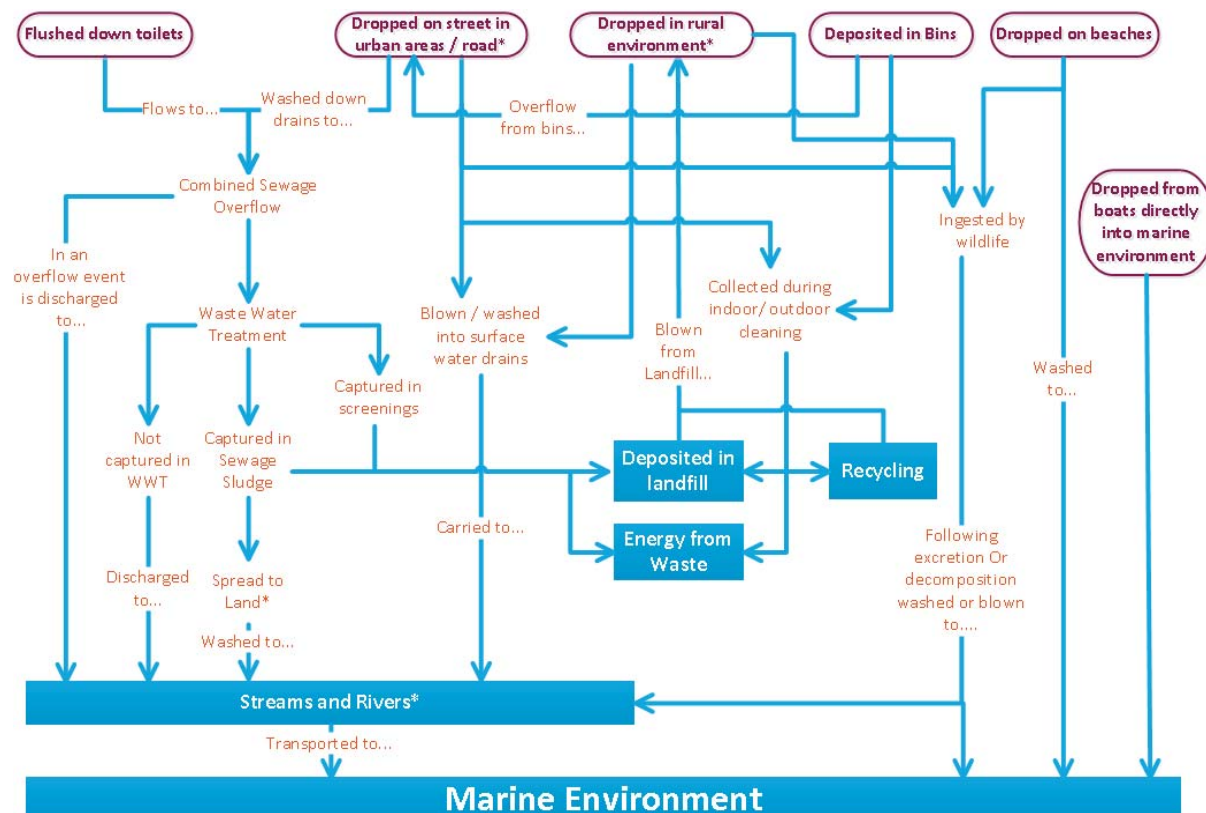 Flushed down toilets
Dropped on street in
urban areas / road*
Dropped in rural
environment*
Deposited in Bins
Dropped on beaches
Flows to...
Washed down
drains to...
Overflow
from bins...
Combined Sewage
Overflow
Dropped from
boats directly
into marine
environment
Ingested by
wildlife
In an
overflow event
is discharged
to...
Waste Water
Treatment
Blown / washed
into surface
water drains
Blown
from
Landfill...
Collected during
indoor/ outdoor
cleaning
Captured in
screenings
Washed
to...
Not
captured in
WWT
Captured in
Sewage
Sludge
Deposited in
landfill
Recycling
Carried to...
Energy from
Waste
Following
excretion Or
decomposition
washed or blown
to....
Discharged
to...
Spread to
Land*
Washed to...
Streams and Rivers*
Transported to...
Marine Environment